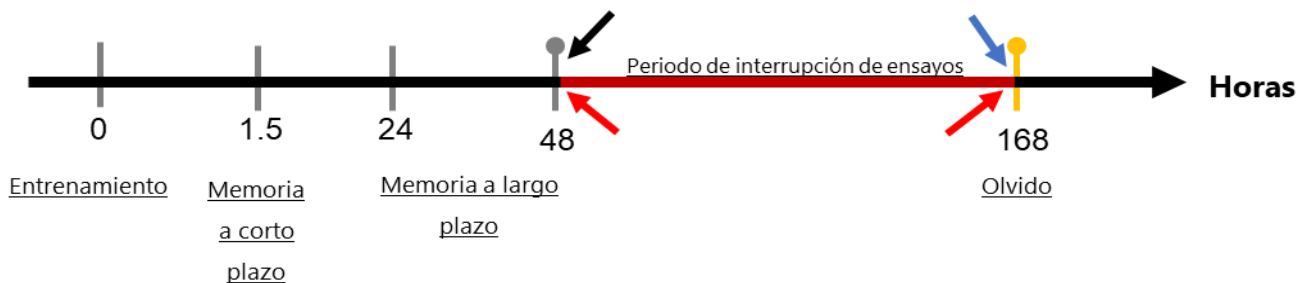 Periodo de interrupción de ensayos
Horas
0
1.5
24
48
168
Entrenamiento
Memoria
a corto
plazo
Memoria a largo
plazo
Olvido